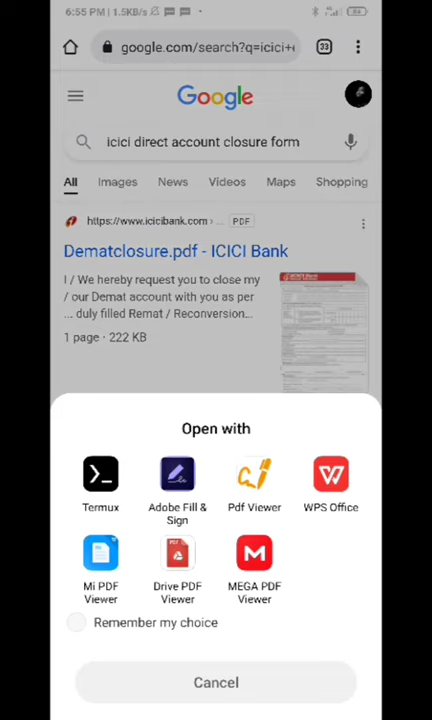 6:55 PM | 1.5KB/s
google.com/search?q=icici+
33
Google
icici direct account closure form
All Images News Videos Maps Shopping
https://www.icicibank.com › ... PDF
Dematclosure.pdf - ICICI Bank
I / We hereby request you to close my
/ our Demat account with you as per
... duly filled Remat / Reconversion...
1 page · 222 KB
Open with
Termux
Adobe Fill &
Sign
Pdf Viewer
WPS Office
Mi PDF
Viewer
Drive PDF
Viewer
MEGA PDF
Viewer
Remember my choice
Cancel